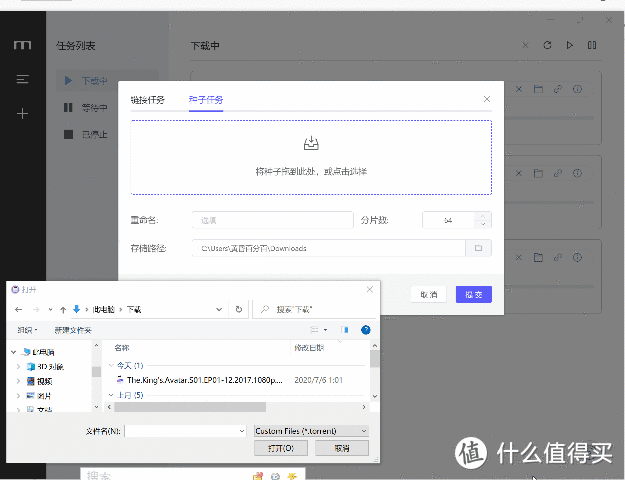 任务列表
下载中
下载中
等待中
已停止
链接任务 种子任务
将种子拖到此处，或点击选择
重命名: 选填 分片数: 64
存储路径: C:\Users\黄昏百分百\Downloads
取消 提交
打开
此电脑 下载 搜索"下载"
组织 新建文件夹
名称 修改日期
此电脑
3D 对象
视频
图片
文档
今天 (1)
The.King's.Avatar.S01.EP01-12.2017.1080p.... 2020/7/6 1:01
上月 (5)
文件名(N): Custom Files (*.torrent)
打开(O) 取消
搜索
值 什么值得买